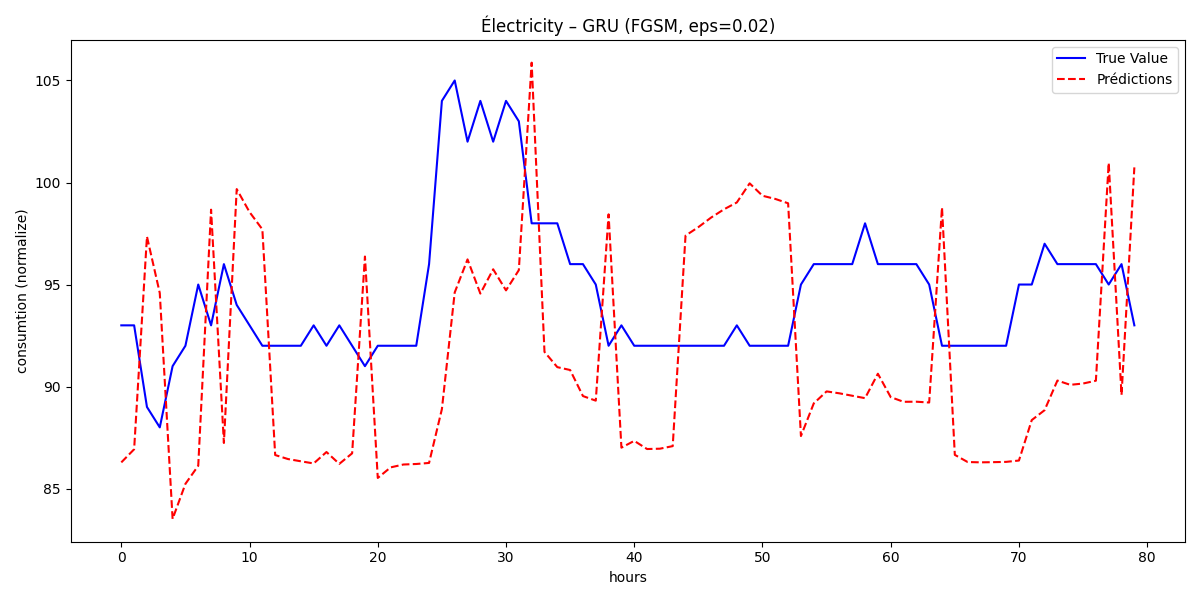 Électricity – GRU (FGSM, eps=0.02)
True Value
Prédictions
105
100
95
90
85
consumtion (normalize)
0 10 20 30 40 50 60 70 80
hours